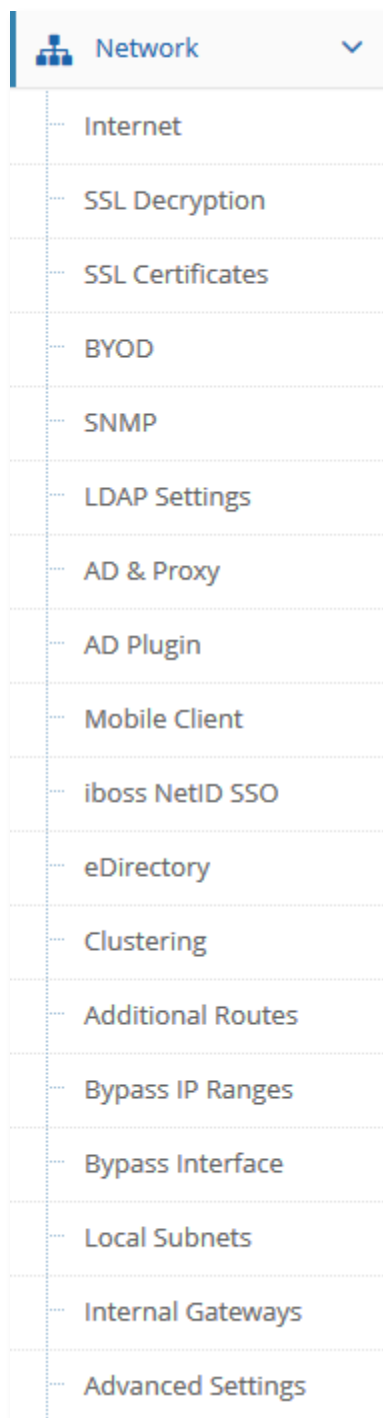 Network
Internet
SSL Decryption
SSL Certificates
BYOD
SNMP
LDAP Settings
AD & Proxy
AD Plugin
Mobile Client
iboss NetID SSO
eDirectory
Clustering
Additional Routes
Bypass IP Ranges
Bypass Interface
Local Subnets
Internal Gateways
Advanced Settings